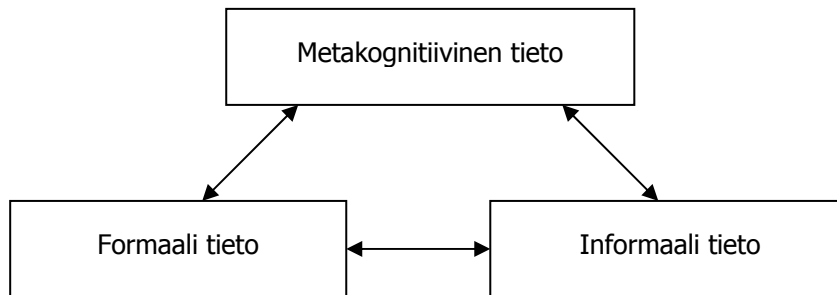 Metakognitiivinen tieto
Formaali tieto
Informaali tieto